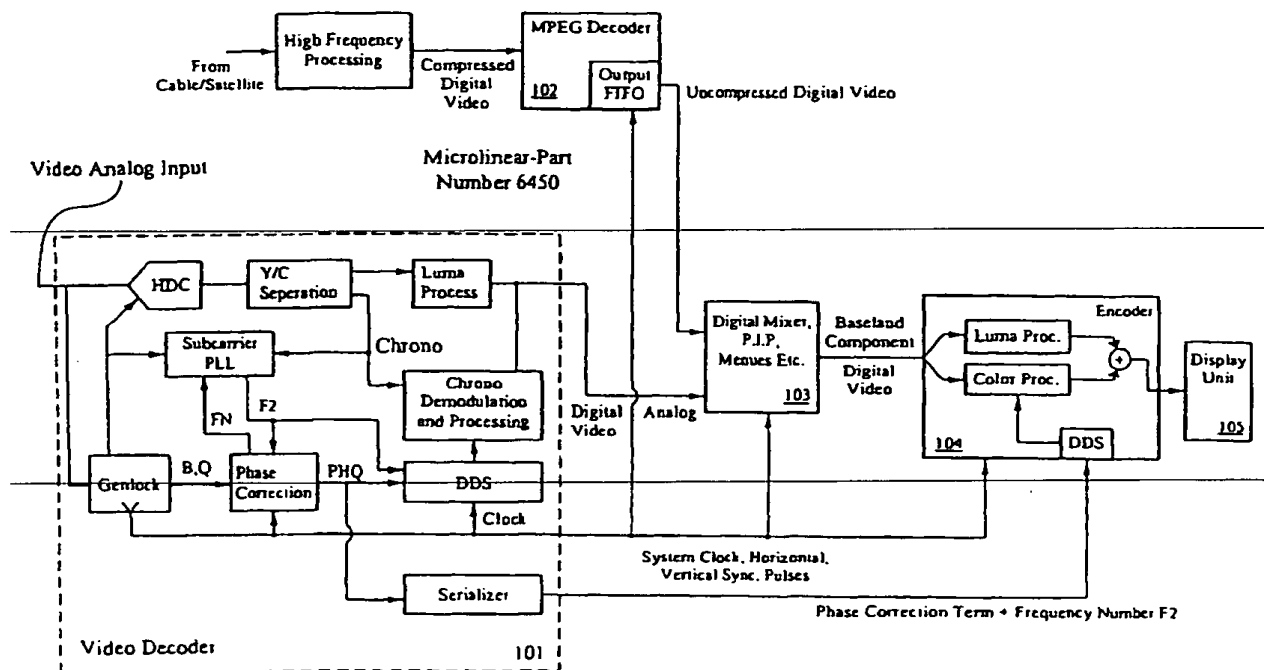 High Frequency
Processing
From
Cable/Satellite
Compressed
Digital
Video
MPEG Decoder
102
Output
FIFO
Uncompressed Digital Video
Microlinear-Part
Number 6450
Video Analog Input
HDC
Y/C
Seperation
Luma
Process
Subcarrier
PLL
Chrono
Chrono
Demodulation
and Processing
FN
F2
Genlock
B,Q
Phase
Correction
PHQ
DDS
Clock
Serializer
Video Decoder
101
Digital
Video
Analog
Digital Mixer,
P.I.P,
Menues Etc.
103
Baseland
Component
Digital
Video
Encoder
Luma Proc.
Color Proc.
+
104
DDS
Display
Unit
105
System Clock, Horizontal,
Vertical Sync. Pulses
Phase Correction Term + Frequency Number F2